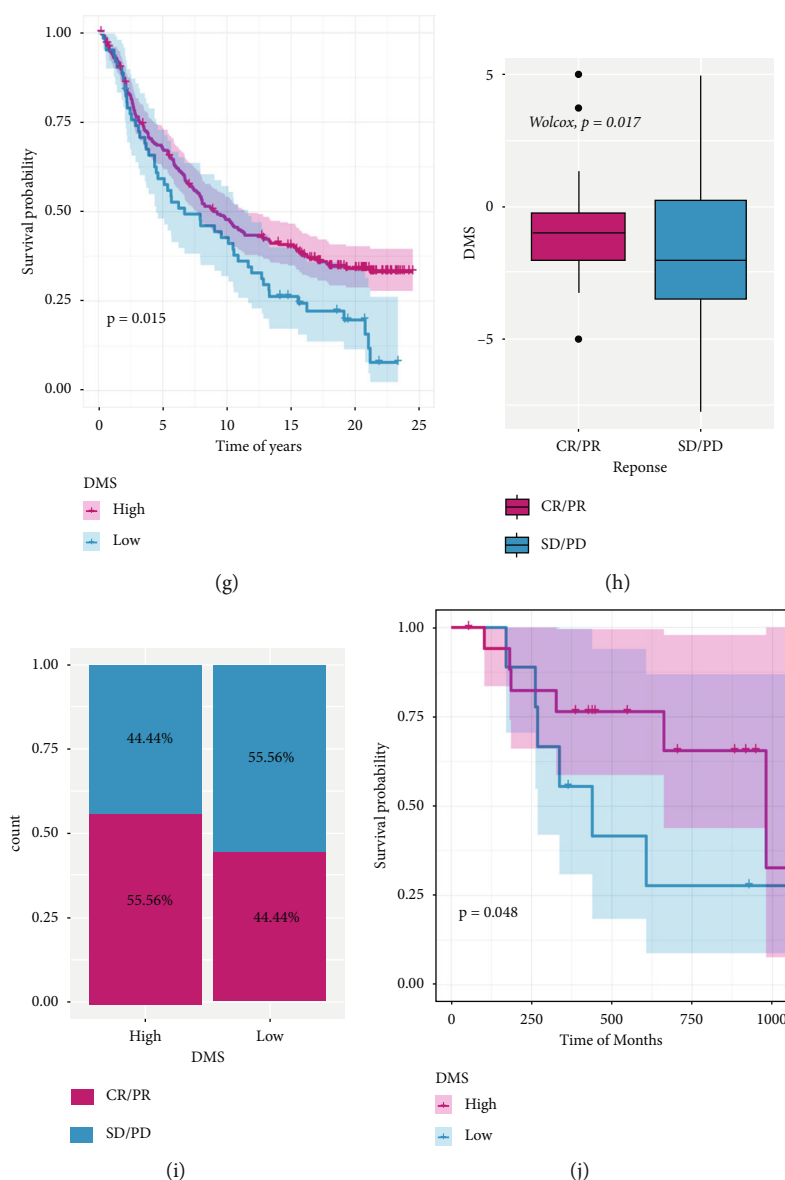 1.00
0.75
0.50
0.25
0.00
Survival probability
p = 0.015
0 5 10 15 20 25
Time of years
DMS
High
Low
(g)
5
0
−5
DMS
Wolcox, p = 0.017
CR/PR SD/PD
Reponse
CR/PR
SD/PD
(h)
1.00
0.75
0.50
0.25
0.00
count
44.44%
55.56%
55.56%
44.44%
High Low
DMS
CR/PR
SD/PD
(i)
1.00
0.75
0.50
0.25
0.00
Survival probability
p = 0.048
0 250 500 750 1000
Time of Months
DMS
High
Low
(j)